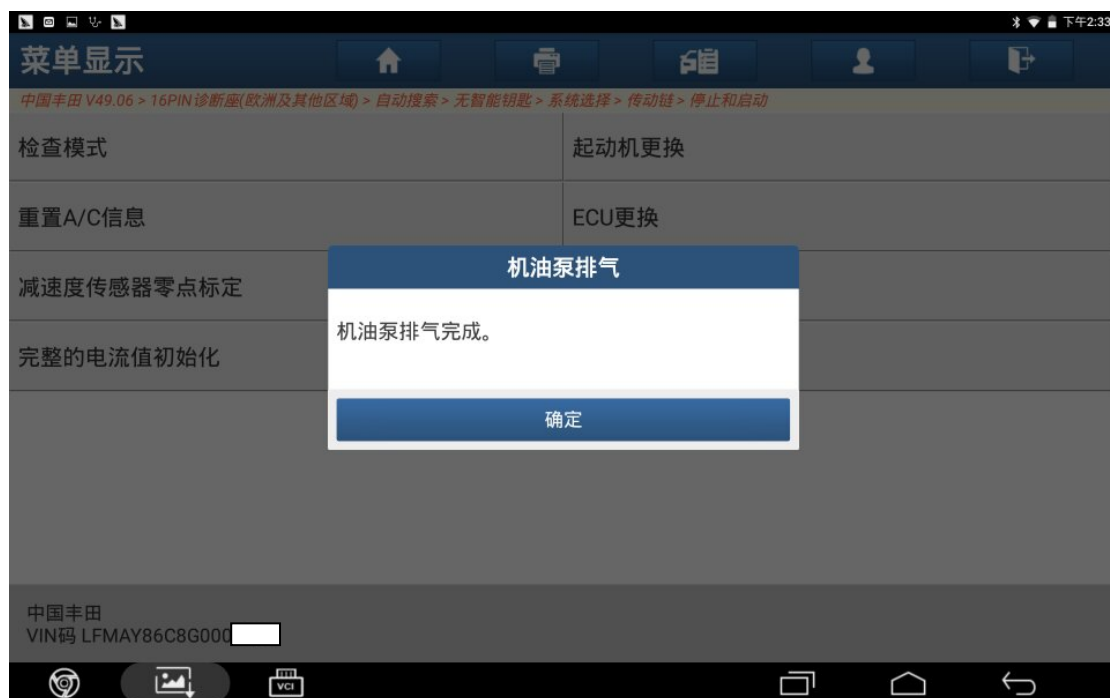 下午2:33
菜单显示
中国丰田 V49.06 > 16PIN诊断座(欧洲及其他区域) > 自动搜索 > 无智能钥匙 > 系统选择 > 传动链 > 停止和启动
检查模式
起动机更换
重置A/C信息
ECU更换
减速度传感器零点标定
完整的电流值初始化
机油泵排气
机油泵排气完成。
确定
中国丰田
VIN码 LFMAY86C8G000
VCI